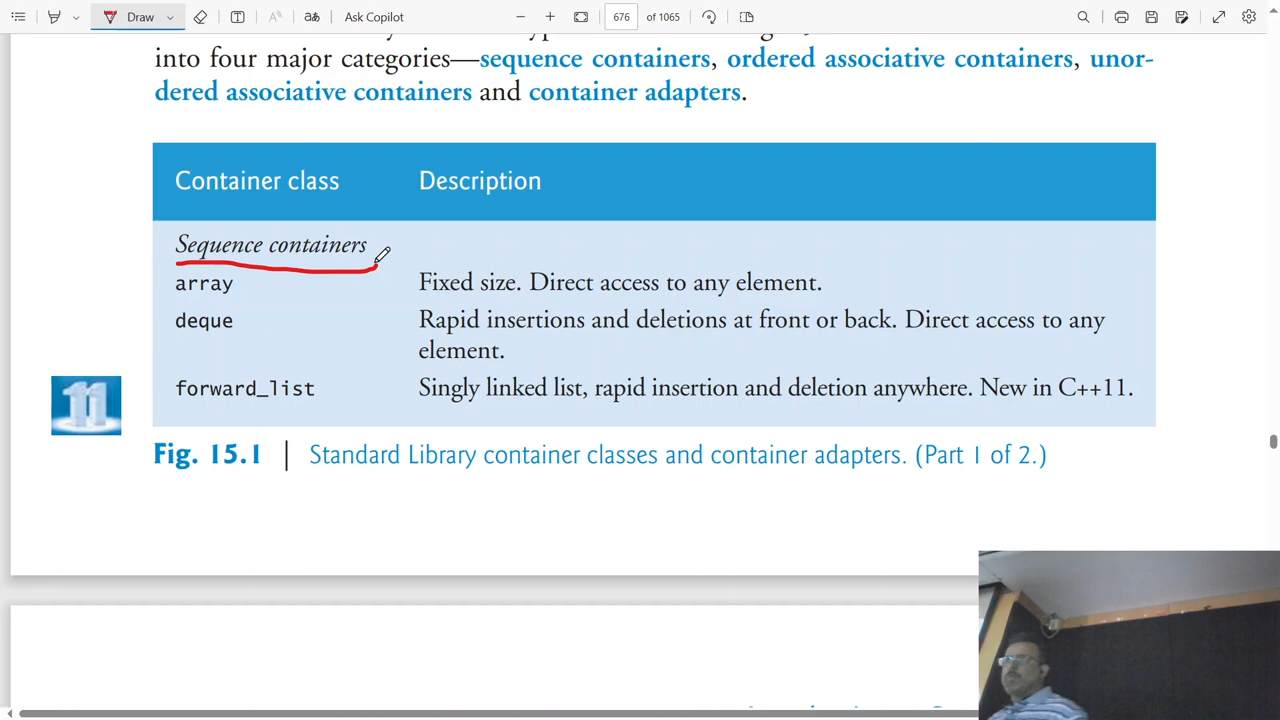 Draw
aあ
Ask Copilot
676 of 1065
into four major categories—sequence containers, ordered associative containers, unor-
dered associative containers and container adapters.
Container class Description
Sequence containers
array Fixed size. Direct access to any element.
deque Rapid insertions and deletions at front or back. Direct access to any
element.
forward_list Singly linked list, rapid insertion and deletion anywhere. New in C++11.
11
Fig. 15.1 | Standard Library container classes and container adapters. (Part 1 of 2.)